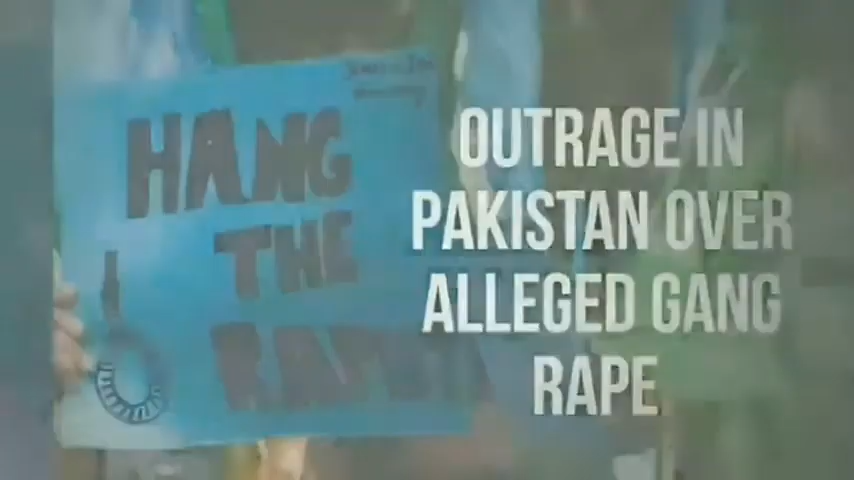 HANG
THE
OUTRAGE IN
PAKISTAN OVER
ALLEGED GANG
RAPE